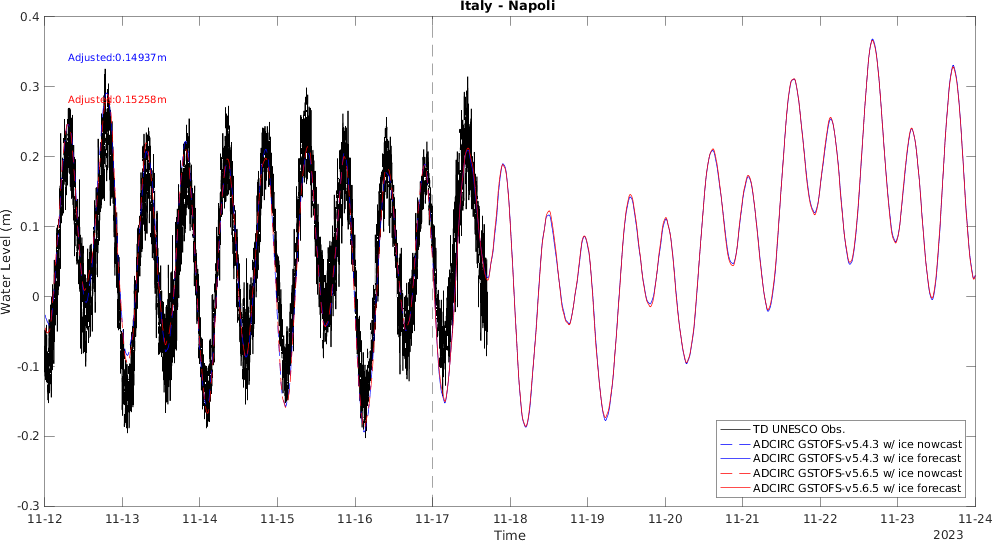 Italy - Napoli
Adjusted:0.14937m
Adjusted:0.15258m
Water Level (m)
0.4
0.3
0.2
0.1
0
-0.1
-0.2
-0.3
TD UNESCO Obs.
ADCIRC GSTOFS-v5.4.3 w/ ice nowcast
ADCIRC GSTOFS-v5.4.3 w/ ice forecast
ADCIRC GSTOFS-v5.6.5 w/ ice nowcast
ADCIRC GSTOFS-v5.6.5 w/ ice forecast
11-12 11-13 11-14 11-15 11-16 11-17 11-18 11-19 11-20 11-21 11-22 11-23 11-24
Time
2023